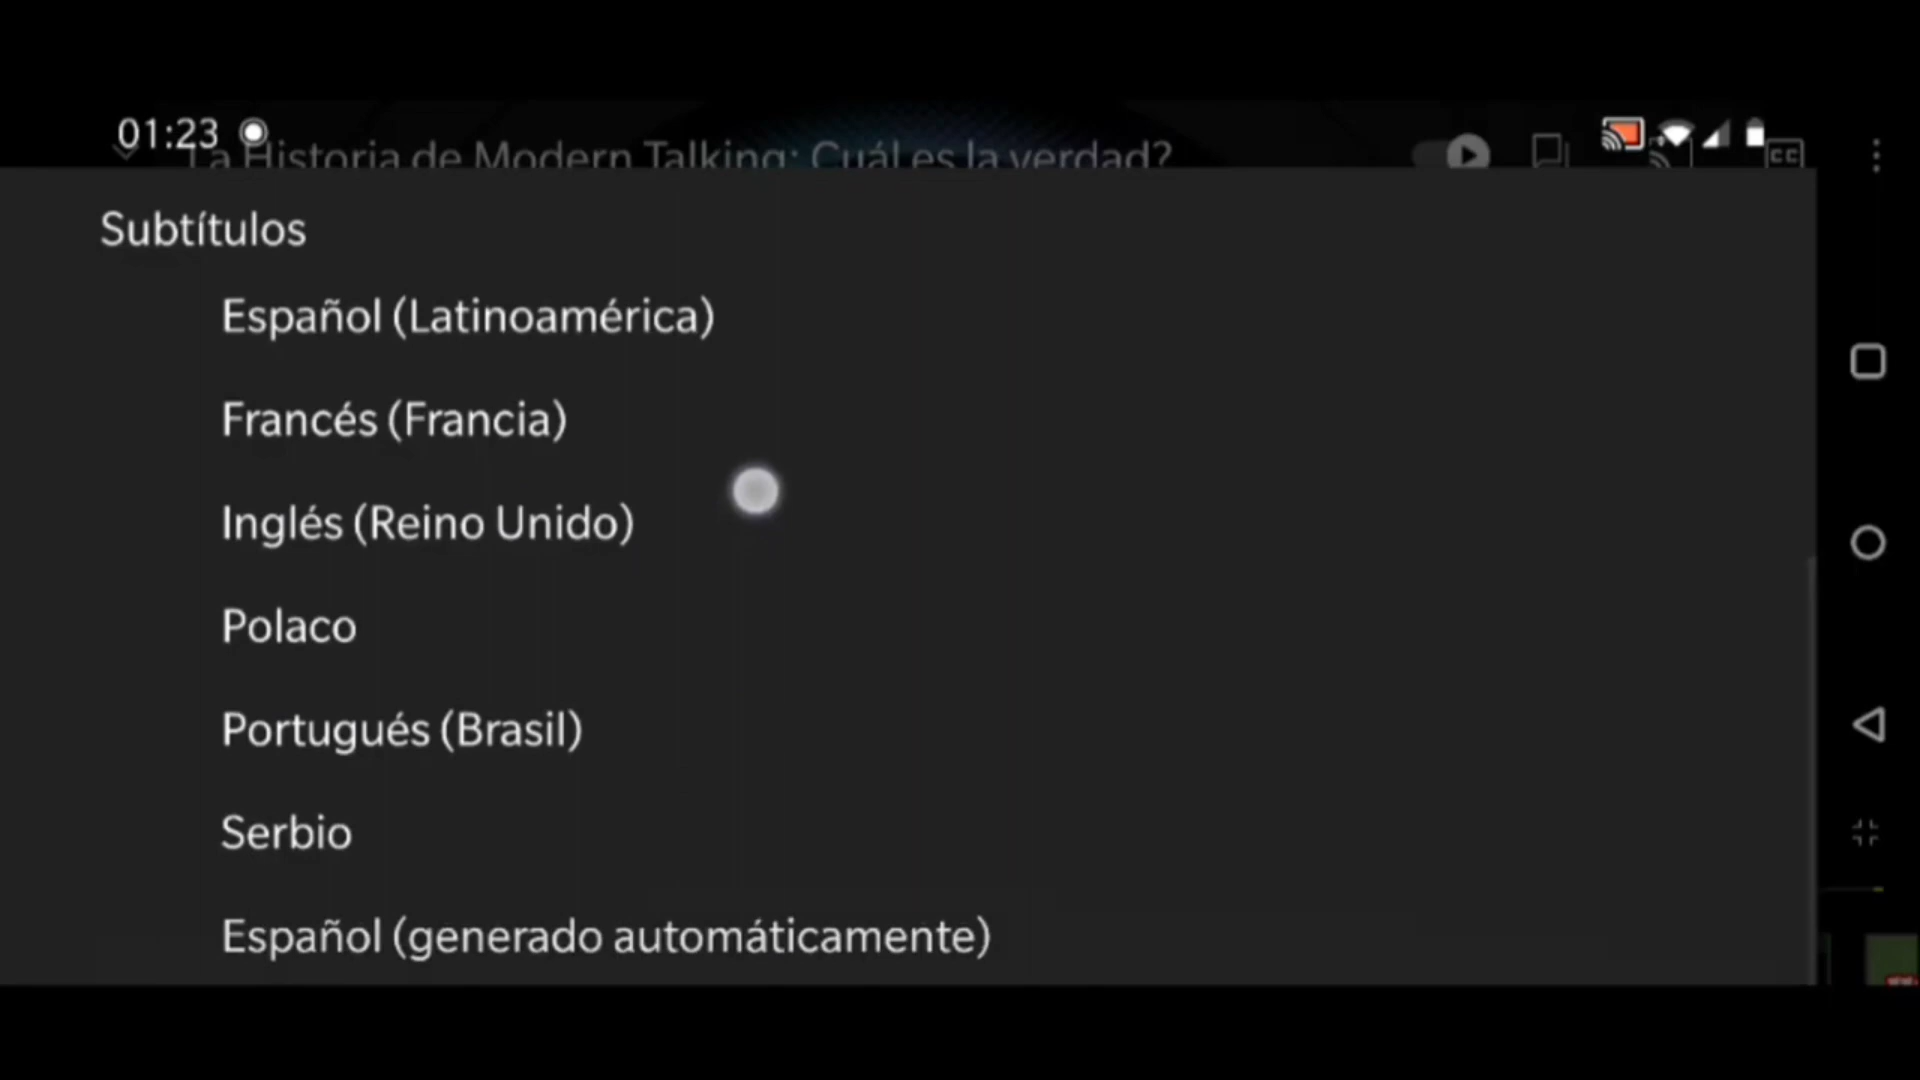 01:23
La Historia de Modern Talking: Cuál es la verdad?
CC
Subtítulos
Español (Latinoamérica)
Francés (Francia)
Inglés (Reino Unido)
Polaco
Portugués (Brasil)
Serbio
Español (generado automáticamente)